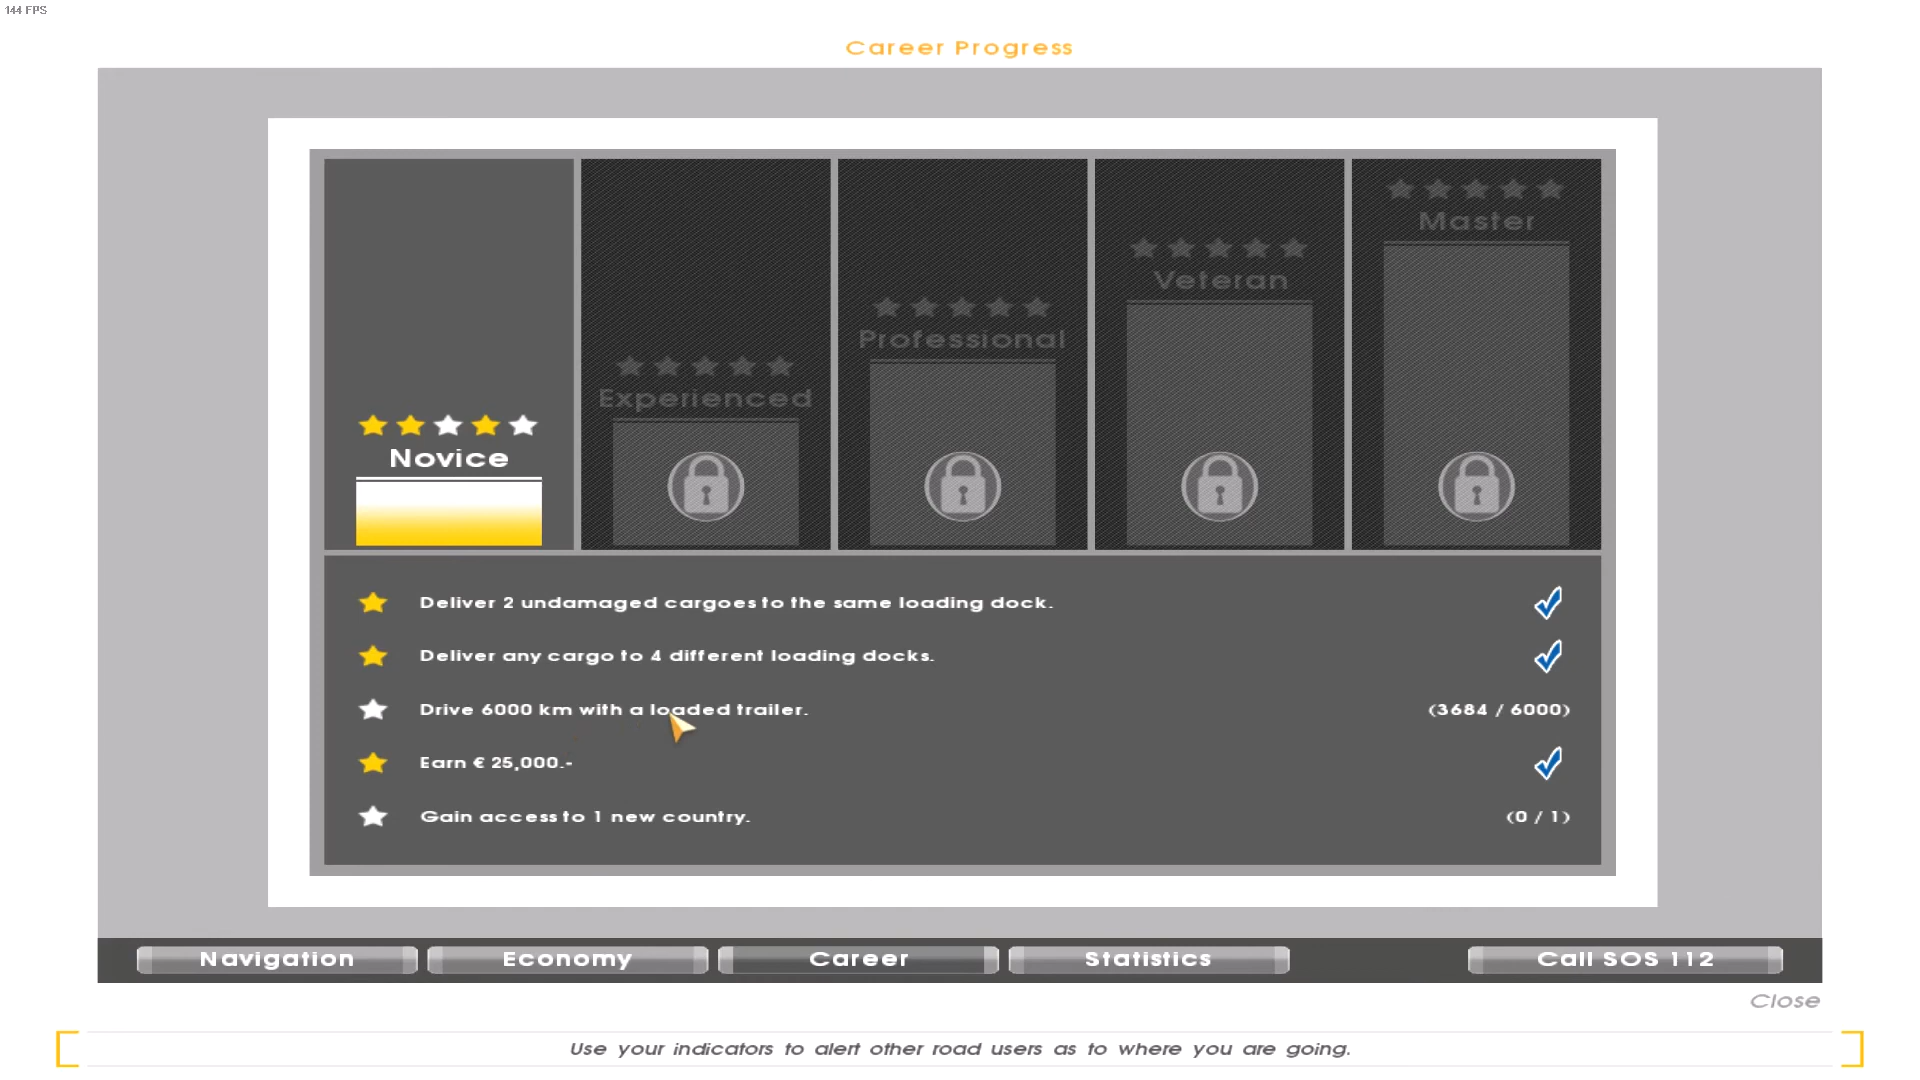 144 FPS
Career Progress
Master
Veteran
Professional
Experienced
Novice
Deliver 2 undamaged cargoes to the same loading dock.
Deliver any cargo to 4 different loading docks.
Drive 6000 km with a loaded trailer. (3684 / 6000)
Earn € 25,000.-
Gain access to 1 new country. (0 / 1)
Navigation Economy Career Statistics Call SOS 112
Close
Use your indicators to alert other road users as to where you are going.